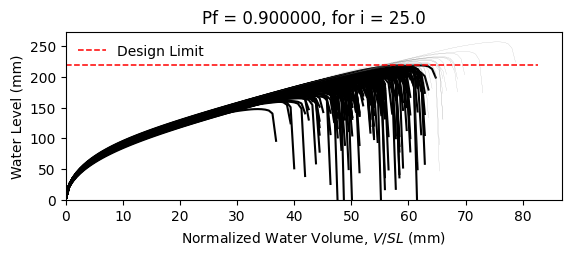 Pf = 0.900000, for i = 25.0
Water Level (mm)
250
200
150
100
50
0
Design Limit
0 10 20 30 40 50 60 70 80
Normalized Water Volume, V/SL (mm)